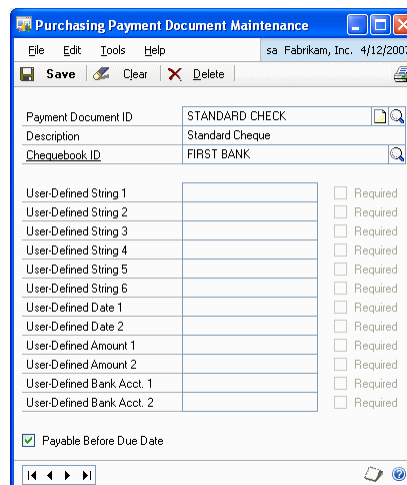 Purchasing Payment Document Maintenance
File Edit Tools Help sa Fabrikam, Inc. 4/12/2007
Save Clear Delete
Payment Document ID STANDARD CHECK
Description Standard Cheque
Chequebook ID FIRST BANK
User-Defined String 1 Required
User-Defined String 2 Required
User-Defined String 3 Required
User-Defined String 4 Required
User-Defined String 5 Required
User-Defined String 6 Required
User-Defined Date 1 Required
User-Defined Date 2 Required
User-Defined Amount 1 Required
User-Defined Amount 2 Required
User-Defined Bank Acct. 1 Required
User-Defined Bank Acct. 2 Required
Payable Before Due Date